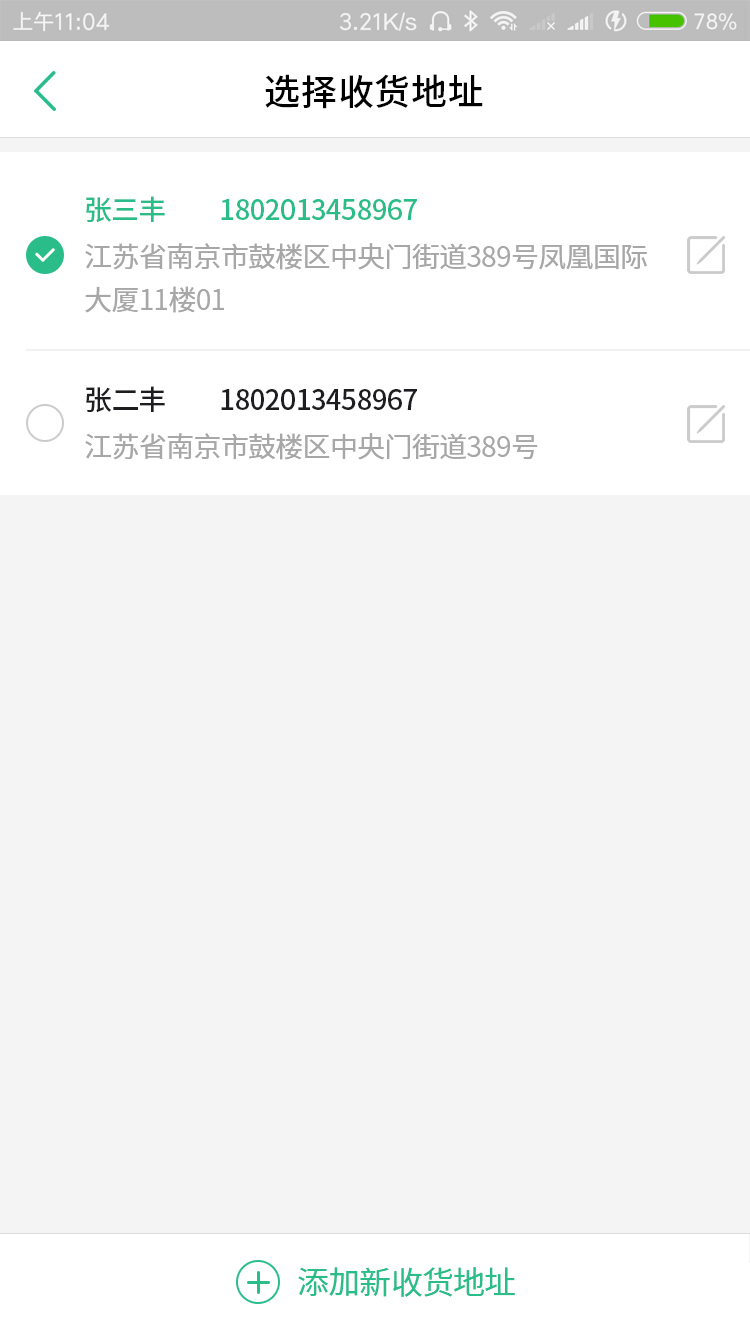 上午11:04 3.21K/s 78%
选择收货地址
张三丰 1802013458967
江苏省南京市鼓楼区中央门街道389号凤凰国际
大厦11楼01
张二丰 1802013458967
江苏省南京市鼓楼区中央门街道389号
添加新收货地址